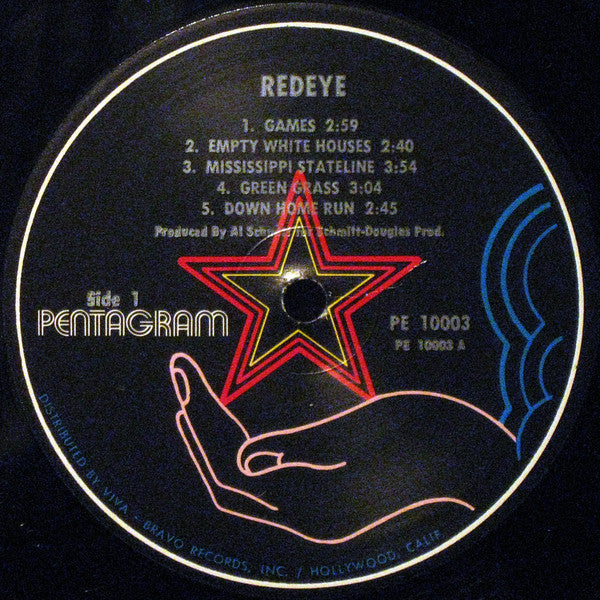 REDEYE
1. GAMES 2:59
2. EMPTY WHITE HOUSES 2:40
3. MISSISSIPPI STATELINE 3:54
4. GREEN GRASS 3:04
5. DOWN HOME RUN 2:45
Produced By Al Schmitt for Schmitt-Douglas Prod.
Side 1
PENTAGRAM
PE 10003
PE 10003 A
DISTRIBUTED BY VIVA - BRAVO RECORDS, INC. / HOLLYWOOD, CALIF.